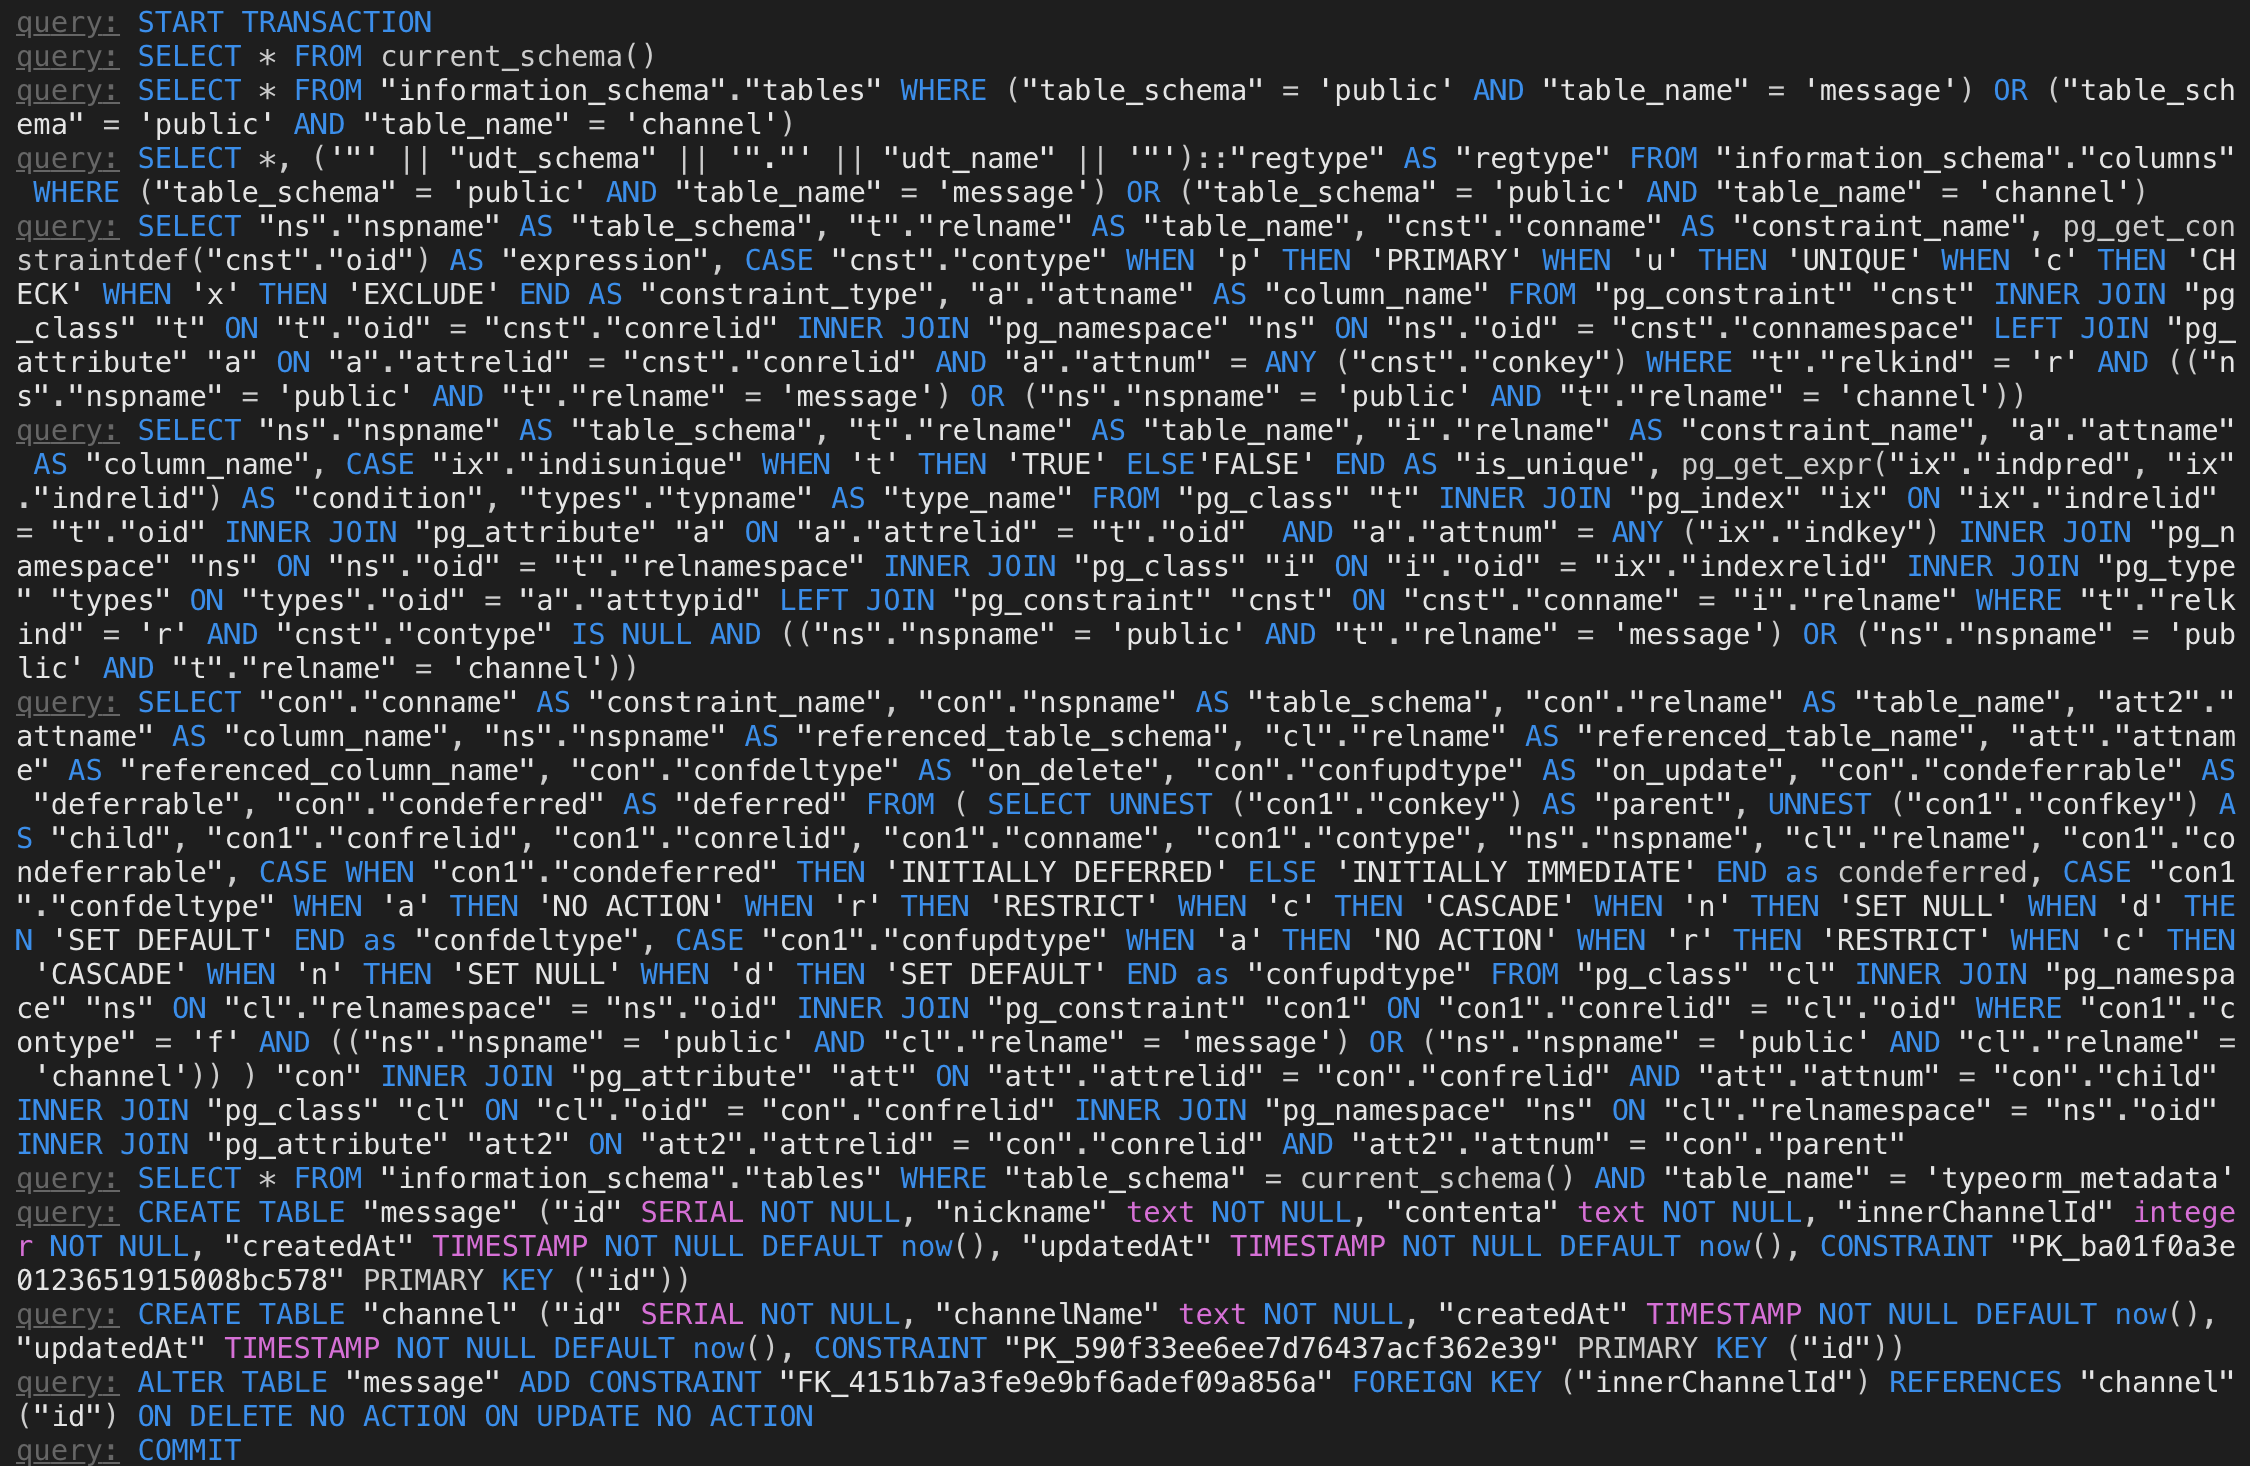 query: START TRANSACTION
query: SELECT * FROM current_schema()
query: SELECT * FROM "information_schema"."tables" WHERE ("table_schema" = 'public' AND "table_name" = 'message') OR ("table_sch
ema" = 'public' AND "table_name" = 'channel')
query: SELECT *, ('"' || "udt_schema" || '"."' || "udt_name" || '"')::"regtype" AS "regtype" FROM "information_schema"."columns"
 WHERE ("table_schema" = 'public' AND "table_name" = 'message') OR ("table_schema" = 'public' AND "table_name" = 'channel')
query: SELECT "ns"."nspname" AS "table_schema", "t"."relname" AS "table_name", "cnst"."conname" AS "constraint_name", pg_get_con
straintdef("cnst"."oid") AS "expression", CASE "cnst"."contype" WHEN 'p' THEN 'PRIMARY' WHEN 'u' THEN 'UNIQUE' WHEN 'c' THEN 'CH
ECK' WHEN 'x' THEN 'EXCLUDE' END AS "constraint_type", "a"."attname" AS "column_name" FROM "pg_constraint" "cnst" INNER JOIN "pg
_class" "t" ON "t"."oid" = "cnst"."conrelid" INNER JOIN "pg_namespace" "ns" ON "ns"."oid" = "cnst"."connamespace" LEFT JOIN "pg_
attribute" "a" ON "a"."attrelid" = "cnst"."conrelid" AND "a"."attnum" = ANY ("cnst"."conkey") WHERE "t"."relkind" = 'r' AND (("n
s"."nspname" = 'public' AND "t"."relname" = 'message') OR ("ns"."nspname" = 'public' AND "t"."relname" = 'channel'))
query: SELECT "ns"."nspname" AS "table_schema", "t"."relname" AS "table_name", "i"."relname" AS "constraint_name", "a"."attname"
 AS "column_name", CASE "ix"."indisunique" WHEN 't' THEN 'TRUE' ELSE'FALSE' END AS "is_unique", pg_get_expr("ix"."indpred", "ix"
."indrelid") AS "condition", "types"."typname" AS "type_name" FROM "pg_class" "t" INNER JOIN "pg_index" "ix" ON "ix"."indrelid"
= "t"."oid" INNER JOIN "pg_attribute" "a" ON "a"."attrelid" = "t"."oid"  AND "a"."attnum" = ANY ("ix"."indkey") INNER JOIN "pg_n
amespace" "ns" ON "ns"."oid" = "t"."relnamespace" INNER JOIN "pg_class" "i" ON "i"."oid" = "ix"."indexrelid" INNER JOIN "pg_type
" "types" ON "types"."oid" = "a"."atttypid" LEFT JOIN "pg_constraint" "cnst" ON "cnst"."conname" = "i"."relname" WHERE "t"."relk
ind" = 'r' AND "cnst"."contype" IS NULL AND (("ns"."nspname" = 'public' AND "t"."relname" = 'message') OR ("ns"."nspname" = 'pub
lic' AND "t"."relname" = 'channel'))
query: SELECT "con"."conname" AS "constraint_name", "con"."nspname" AS "table_schema", "con"."relname" AS "table_name", "att2"."
attname" AS "column_name", "ns"."nspname" AS "referenced_table_schema", "cl"."relname" AS "referenced_table_name", "att"."attnam
e" AS "referenced_column_name", "con"."confdeltype" AS "on_delete", "con"."confupdtype" AS "on_update", "con"."condeferrable" AS
 "deferrable", "con"."condeferred" AS "deferred" FROM ( SELECT UNNEST ("con1"."conkey") AS "parent", UNNEST ("con1"."confkey") A
S "child", "con1"."confrelid", "con1"."conrelid", "con1"."conname", "con1"."contype", "ns"."nspname", "cl"."relname", "con1"."co
ndeferrable", CASE WHEN "con1"."condeferred" THEN 'INITIALLY DEFERRED' ELSE 'INITIALLY IMMEDIATE' END as condeferred, CASE "con1
"."confdeltype" WHEN 'a' THEN 'NO ACTION' WHEN 'r' THEN 'RESTRICT' WHEN 'c' THEN 'CASCADE' WHEN 'n' THEN 'SET NULL' WHEN 'd' THE
N 'SET DEFAULT' END as "confdeltype", CASE "con1"."confupdtype" WHEN 'a' THEN 'NO ACTION' WHEN 'r' THEN 'RESTRICT' WHEN 'c' THEN
 'CASCADE' WHEN 'n' THEN 'SET NULL' WHEN 'd' THEN 'SET DEFAULT' END as "confupdtype" FROM "pg_class" "cl" INNER JOIN "pg_namespa
ce" "ns" ON "cl"."relnamespace" = "ns"."oid" INNER JOIN "pg_constraint" "con1" ON "con1"."conrelid" = "cl"."oid" WHERE "con1"."c
ontype" = 'f' AND (("ns"."nspname" = 'public' AND "cl"."relname" = 'message') OR ("ns"."nspname" = 'public' AND "cl"."relname" =
 'channel')) ) "con" INNER JOIN "pg_attribute" "att" ON "att"."attrelid" = "con"."confrelid" AND "att"."attnum" = "con"."child"
INNER JOIN "pg_class" "cl" ON "cl"."oid" = "con"."confrelid" INNER JOIN "pg_namespace" "ns" ON "cl"."relnamespace" = "ns"."oid"
INNER JOIN "pg_attribute" "att2" ON "att2"."attrelid" = "con"."conrelid" AND "att2"."attnum" = "con"."parent"
query: SELECT * FROM "information_schema"."tables" WHERE "table_schema" = current_schema() AND "table_name" = 'typeorm_metadata'
query: CREATE TABLE "message" ("id" SERIAL NOT NULL, "nickname" text NOT NULL, "contenta" text NOT NULL, "innerChannelId" intege
r NOT NULL, "createdAt" TIMESTAMP NOT NULL DEFAULT now(), "updatedAt" TIMESTAMP NOT NULL DEFAULT now(), CONSTRAINT "PK_ba01f0a3e
0123651915008bc578" PRIMARY KEY ("id"))
query: CREATE TABLE "channel" ("id" SERIAL NOT NULL, "channelName" text NOT NULL, "createdAt" TIMESTAMP NOT NULL DEFAULT now(),
"updatedAt" TIMESTAMP NOT NULL DEFAULT now(), CONSTRAINT "PK_590f33ee6ee7d76437acf362e39" PRIMARY KEY ("id"))
query: ALTER TABLE "message" ADD CONSTRAINT "FK_4151b7a3fe9e9bf6adef09a856a" FOREIGN KEY ("innerChannelId") REFERENCES "channel"
("id") ON DELETE NO ACTION ON UPDATE NO ACTION
query: COMMIT